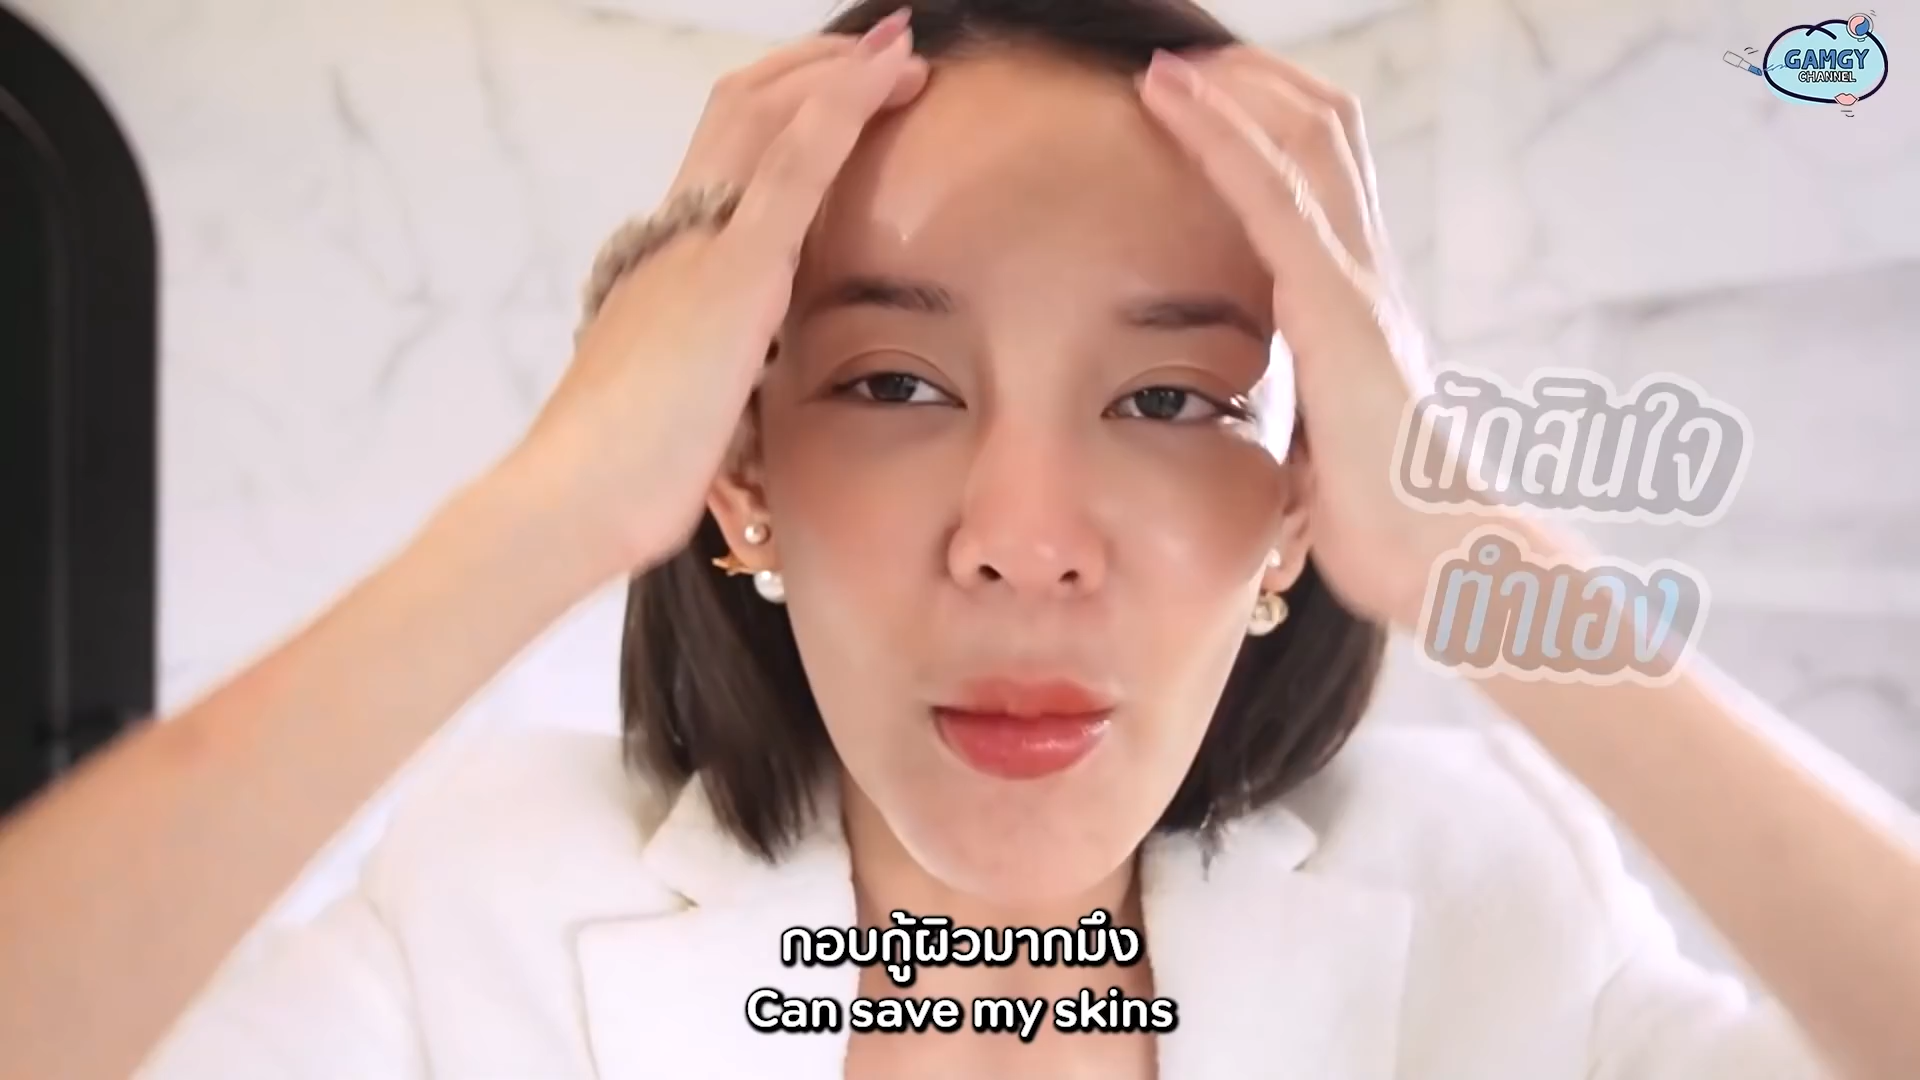 GAMGY
CHANNEL
ตัดสินใจ
ทำเอง
กอบกู้ผิวมากมึง
Can save my skins